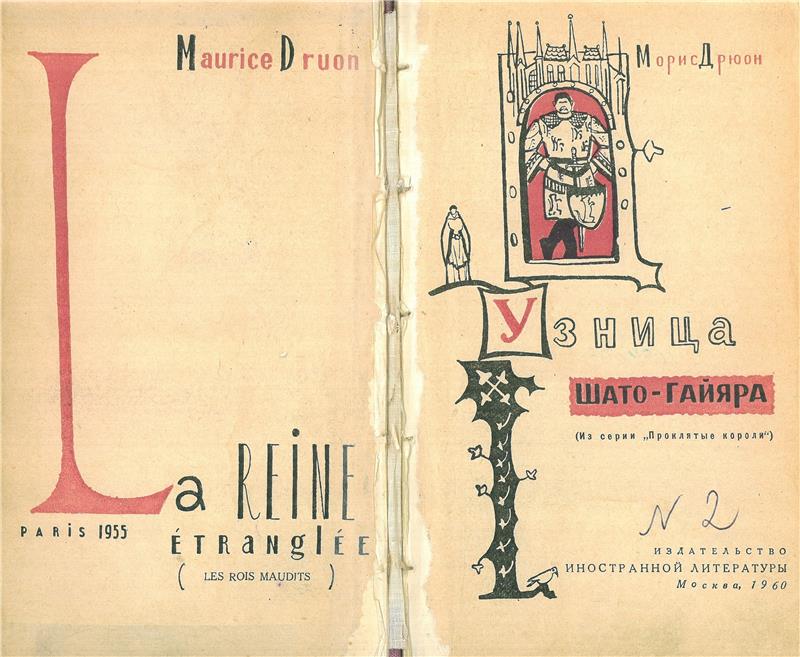 Maurice Druon
La REINE
PARIS 1955
ÉTRANGLÉE
(LES ROIS MAUDITS)
Морис Дрюон
Узница
ШАТО-ГАЙЯРА
(Из серии „Проклятые короли“)
N 2
ИЗДАТЕЛЬСТВО
ИНОСТРАННОЙ ЛИТЕРАТУРЫ
Москва, 1960